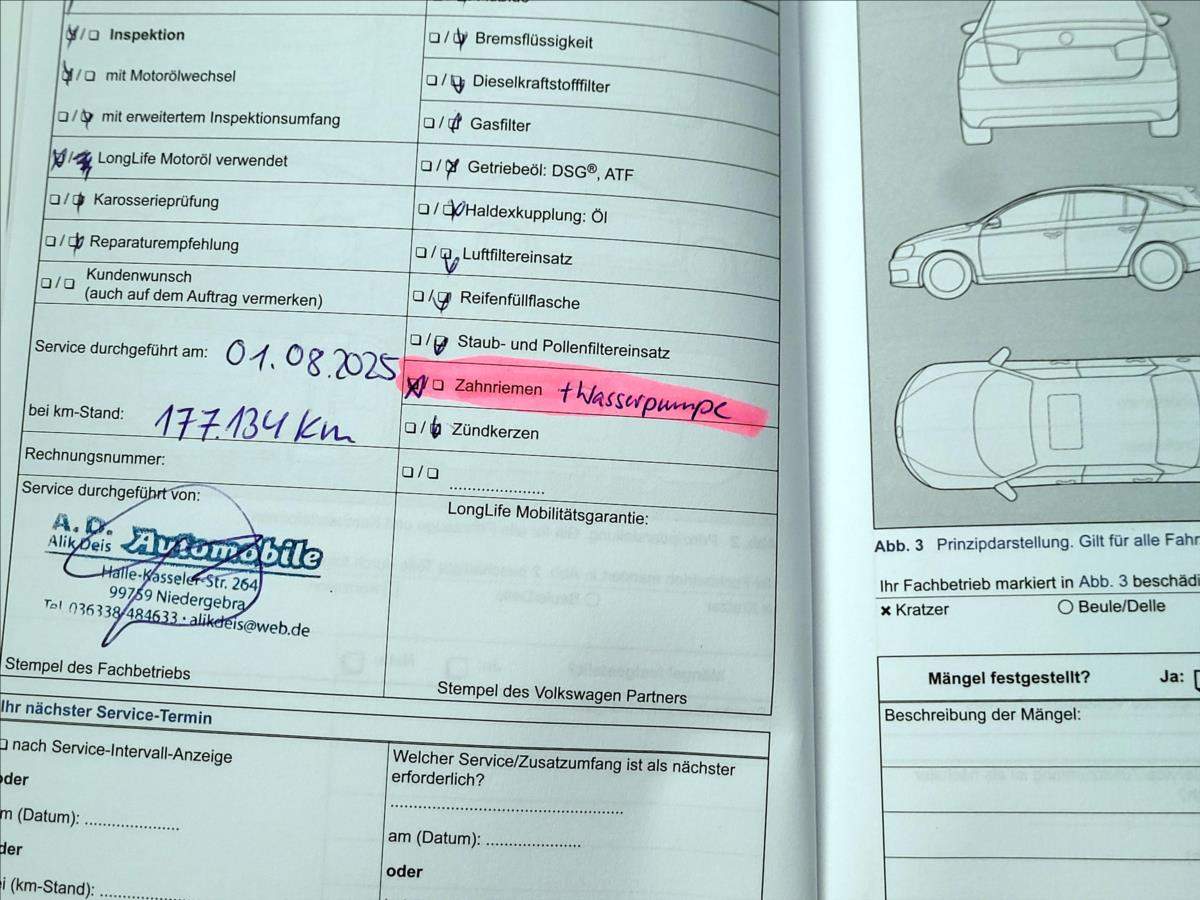 Inspektion
mit Motorölwechsel
mit erweitertem Inspektionsumfang
LongLife Motoröl verwendet
Karosserieprüfung
Reparaturempfehlung
Kundenwunsch
(auch auf dem Auftrag vermerken)
Service durchgeführt am: 01.08.2025
bei km-Stand: 177.134 km
Rechnungsnummer:
Service durchgeführt von:
A.D. Automobile
Alik Deis
Halle-Kasseler-Str. 264
99759 Niedergebra
Tel. 036338-484633 · alikdeis@web.de
Stempel des Fachbetriebs
Bremsflüssigkeit
Dieselkraftstofffilter
Gasfilter
Getriebeöl: DSG®, ATF
Haldexkupplung: Öl
Luftfiltereinsatz
Reifenfüllflasche
Staub- und Pollenfiltereinsatz
Zahnriemen + Wasserpumpe
Zündkerzen
....................
LongLife Mobilitätsgarantie:
Stempel des Volkswagen Partners
Ihr nächster Service-Termin
nach Service-Intervall-Anzeige
oder
m (Datum): ....................
der
i (km-Stand): ....................
Welcher Service/Zusatzumfang ist als nächster
erforderlich?
..................................................
am (Datum): ....................
oder
Abb. 3 Prinzipdarstellung. Gilt für alle Fahr
Ihr Fachbetrieb markiert in Abb. 3 beschädi
× Kratzer
○ Beule/Delle
Mängel festgestellt? Ja:
Beschreibung der Mängel: